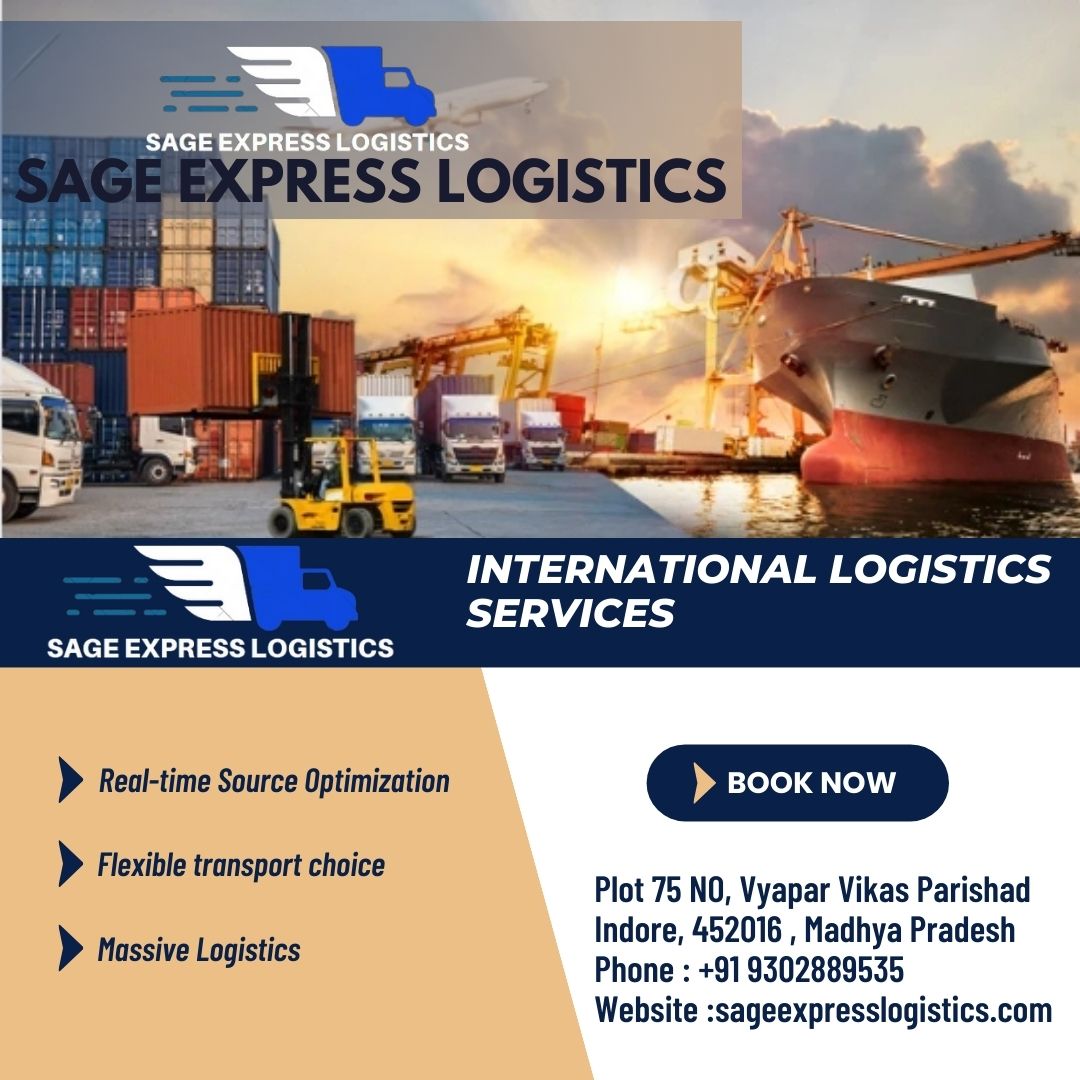 SAGE EXPRESS LOGISTICS
SAGE EXPRESS LOGISTICS
SAGE EXPRESS LOGISTICS
INTERNATIONAL LOGISTICS
SERVICES
Real-time Source Optimization
Flexible transport choice
Massive Logistics
BOOK NOW
Plot 75 NO, Vyapar Vikas Parishad
Indore, 452016 , Madhya Pradesh
Phone : +91 9302889535
Website :sageexpresslogistics.com